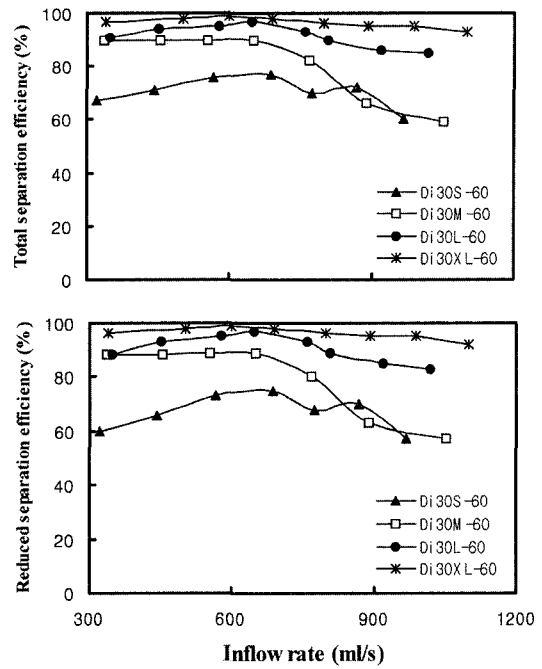 Total separation efficiency (%)
100
80
60
40
20
0
Di30S-60
Di30M-60
Di30L-60
Di30XL-60
Reduced separation efficiency (%)
100
80
60
40
20
0
Di30S-60
Di30M-60
Di30L-60
Di30XL-60
300 600 900 1200
Inflow rate (ml/s)